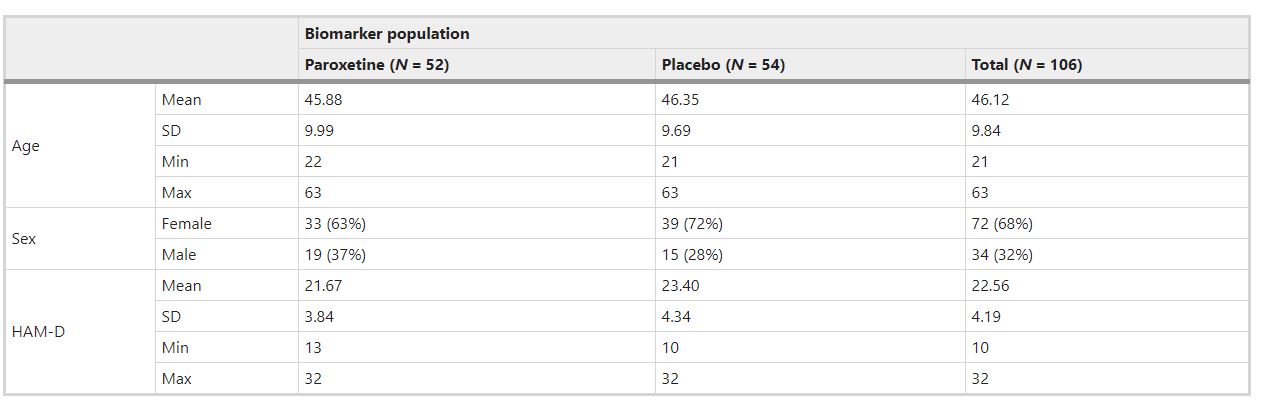 Biomarker population
Paroxetine (N = 52) Placebo (N = 54) Total (N = 106)
Age Mean 45.88 46.35 46.12
SD 9.99 9.69 9.84
Min 22 21 21
Max 63 63 63
Sex Female 33 (63%) 39 (72%) 72 (68%)
Male 19 (37%) 15 (28%) 34 (32%)
HAM-D Mean 21.67 23.40 22.56
SD 3.84 4.34 4.19
Min 13 10 10
Max 32 32 32